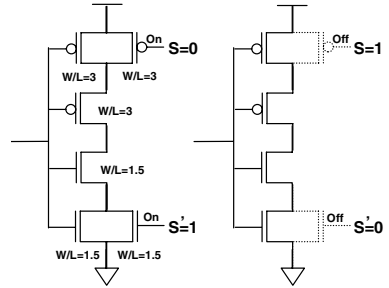 On S=0
W/L=3 W/L=3
W/L=3
W/L=1.5
On S'=1
W/L=1.5 W/L=1.5
Off S=1
Off S'=0